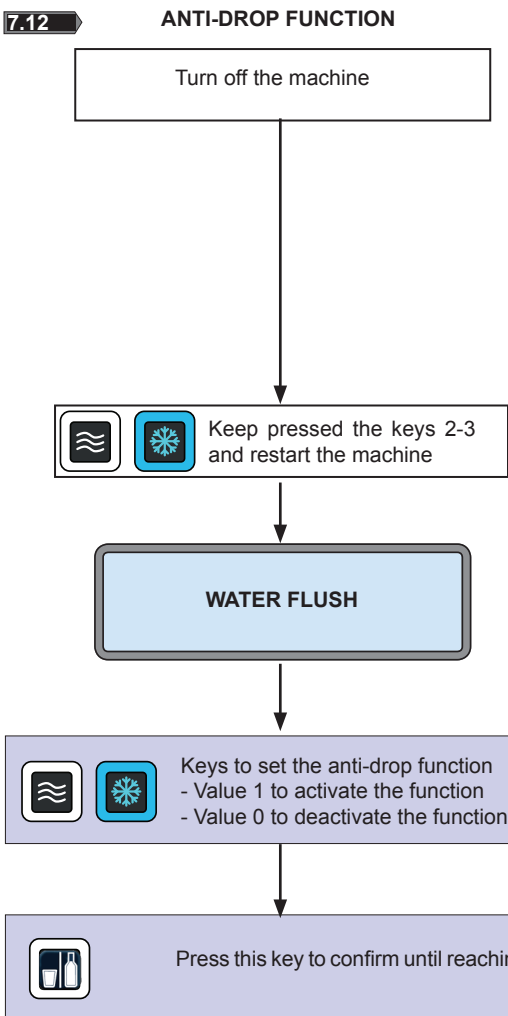 7.12
ANTI-DROP FUNCTION
Turn off the machine
Keep pressed the keys 2-3
and restart the machine
WATER FLUSH
Keys to set the anti-drop function
- Value 1 to activate the function
- Value 0 to deactivate the function
Press this key to confirm until